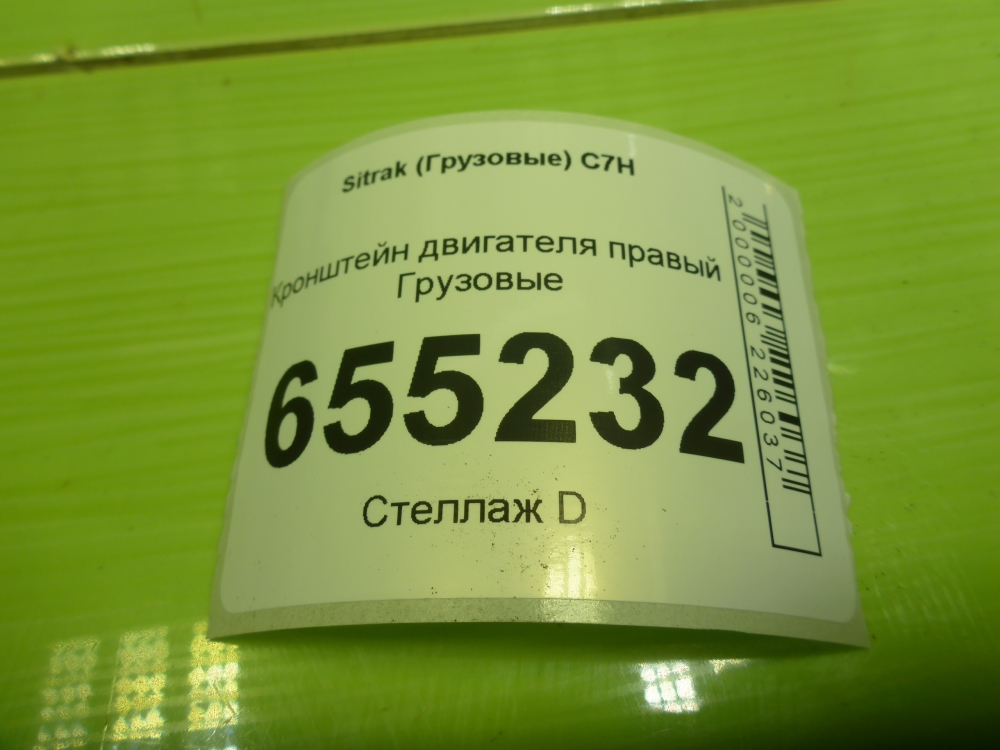 Sitrak (Грузовые) C7H
Кронштейн двигателя правый
Грузовые
655232
Стеллаж D
2000006226037